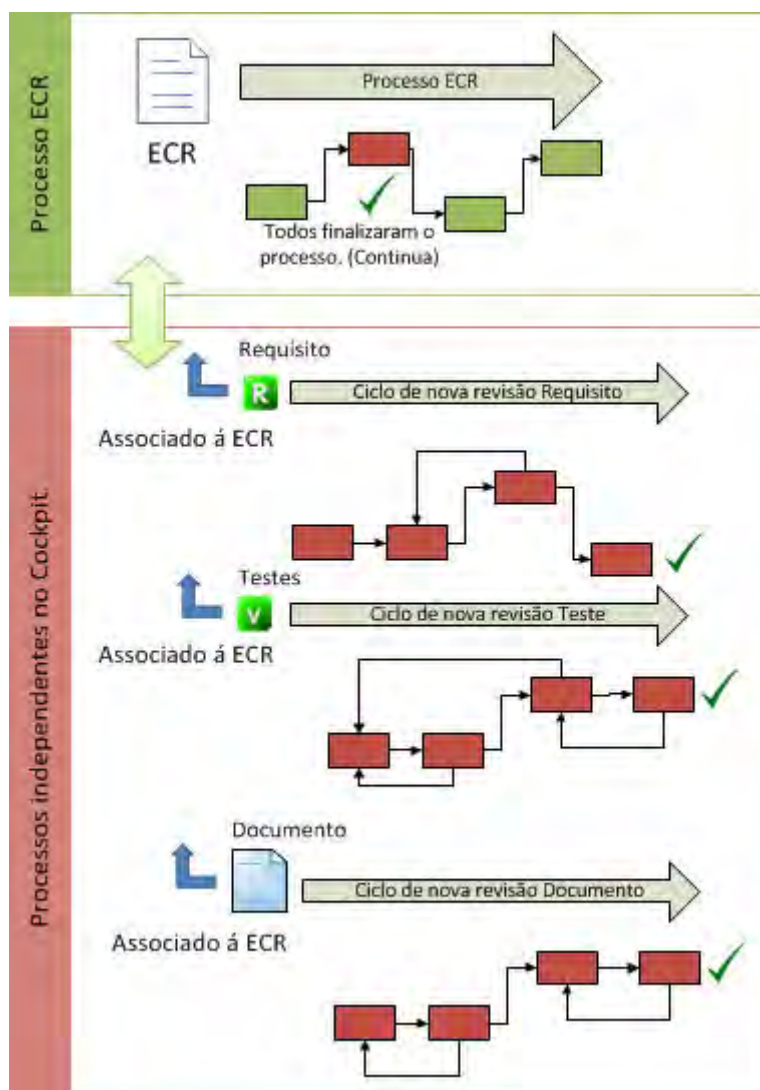 Processo ECR
Processo ECR
ECR
Todos finalizaram o
processo. (Continua)
Processos independentes no Cockpit.
Requisito
R
Ciclo de nova revisão Requisito
Associado á ECR
Testes
V
Ciclo de nova revisão Teste
Associado á ECR
Documento
Ciclo de nova revisão Documento
Associado á ECR